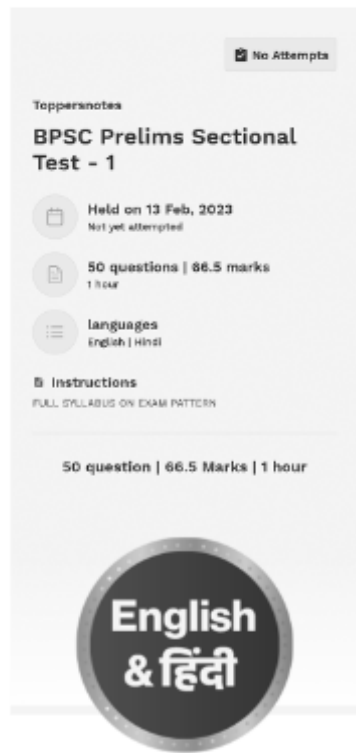 No Attempts
Toppersnotes
BPSC Prelims Sectional
Test - 1
Held on 13 Feb, 2023
Not yet attempted
50 questions | 66.5 marks
1 hour
languages
English | Hindi
Instructions
FULL SYLLABUS ON EXAM PATTERN
50 question | 66.5 Marks | 1 hour
English
& हिंदी